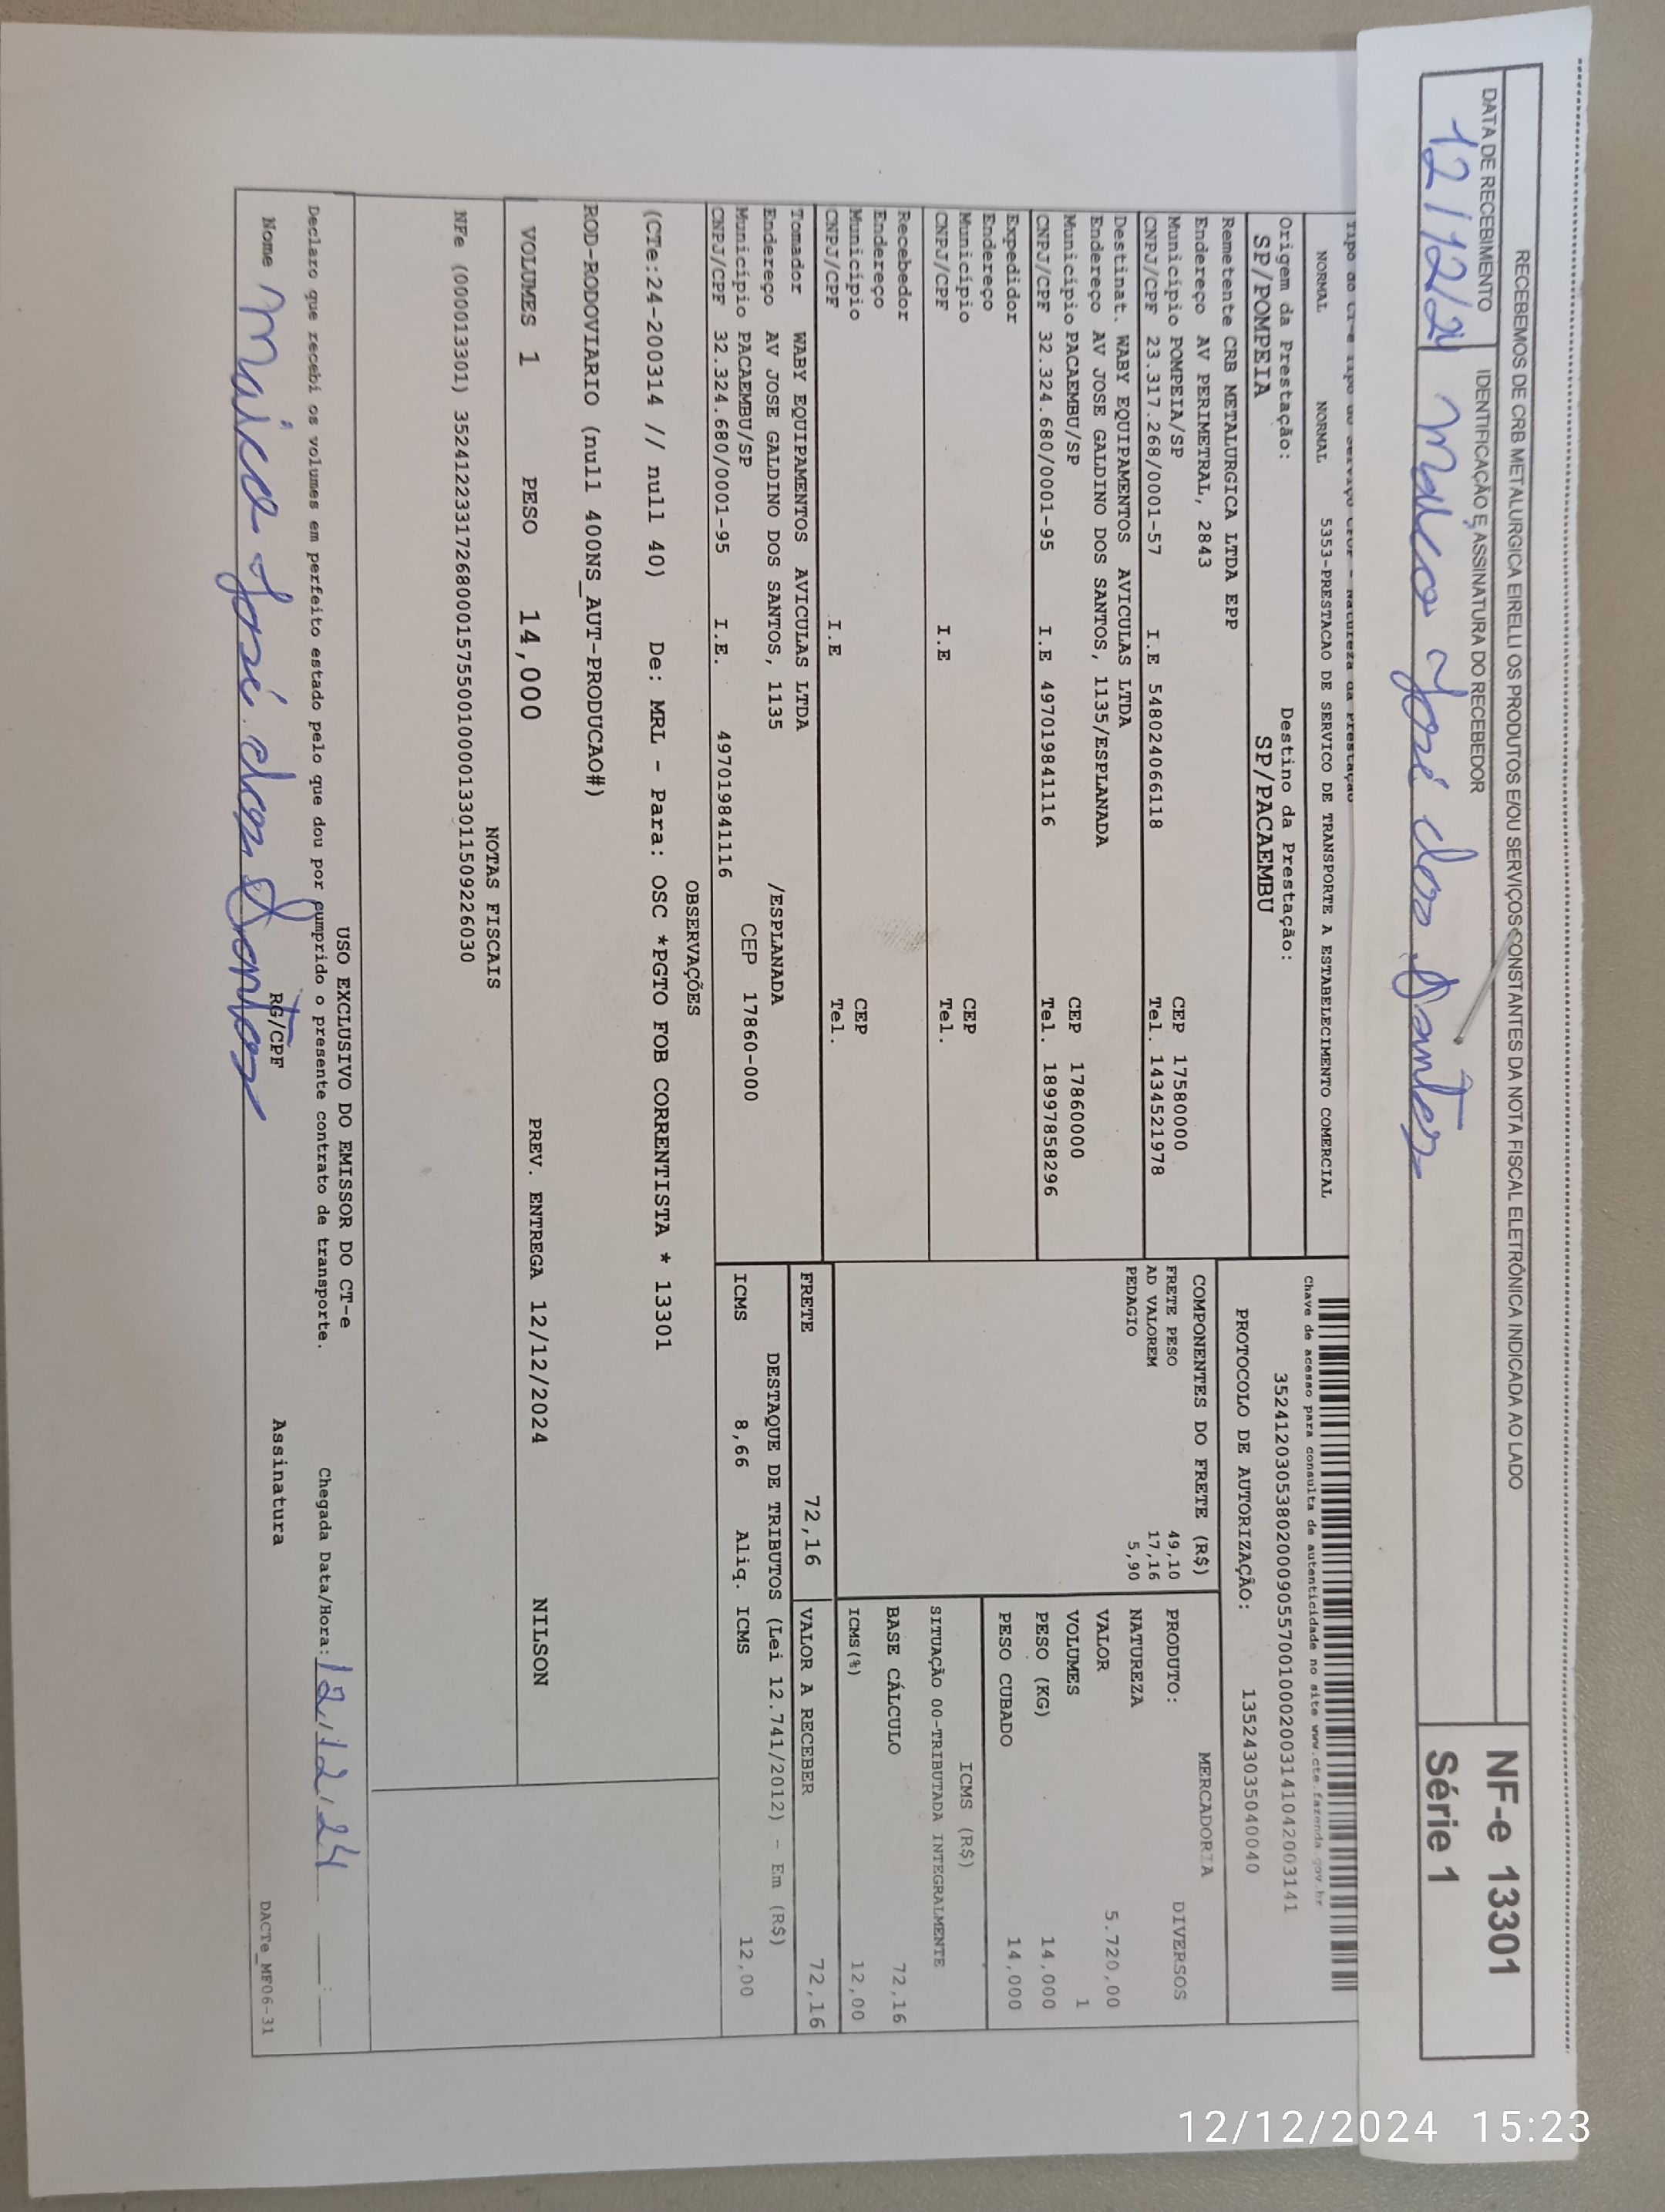 RECEBEMOS DE CRB METALURGICA EIRELLI OS PRODUTOS E/OU SERVIÇOS CONSTANTES DA NOTA FISCAL ELETRÔNICA INDICADA AO LADO
NF-e 13301
Série 1
DATA DE RECEBIMENTO
IDENTIFICAÇÃO E ASSINATURA DO RECEBEDOR
12/12/24
Maico José dos Santos
NORMAL NORMAL 5353-PRESTACAO DE SERVICO DE TRANSPORTE A ESTABELECIMENTO COMERCIAL
Origem da Prestação: Destino da Prestação:
SP/POMPEIA SP/PACAEMBU
Chave de acesso para consulta de autenticidade no site www.cte.fazenda.gov.br
PROTOCOLO DE AUTORIZAÇÃO: 135243035040040
Remetente CRB METALURGICA LTDA EPP
Endereço AV PERIMETRAL, 2843
Município POMPEIA/SP CEP 17580000
CNPJ/CPF 23.317.268/0001-57 I.E 548024066118 Tel. 1434521978
Destinat. WABY EQUIPAMENTOS AVICULAS LTDA
Endereço AV JOSE GALDINO DOS SANTOS, 1135/ESPLANADA
Município PACAEMBU/SP CEP 17860000
CNPJ/CPF 32.324.680/0001-95 I.E 497019841116 Tel. 18997858296
Expedidor
Endereço
Município CEP
CNPJ/CPF I.E Tel.
Recebedor
Endereço
Município CEP
CNPJ/CPF I.E Tel.
Tomador WABY EQUIPAMENTOS AVICULAS LTDA
Endereço AV JOSE GALDINO DOS SANTOS, 1135 /ESPLANADA
Município PACAEMBU/SP CEP 17860-000
CNPJ/CPF 32.324.680/0001-95 I.E. 497019841116
COMPONENTES DO FRETE (R$)
FRETE PESO 49,10
AD VALOREM 17,16
PEDAGIO 5,90
MERCADORIA
PRODUTO: DIVERSOS
NATUREZA
VALOR 5.720,00
VOLUMES 1
PESO (KG) 14,000
PESO CUBADO 14,000
ICMS (R$)
SITUAÇÃO 00-TRIBUTADA INTEGRALMENTE
BASE CÁLCULO 72,16
ICMS(%) 12,00
FRETE 72,16 VALOR A RECEBER 72,16
DESTAQUE DE TRIBUTOS (Lei 12.741/2012) - Em (R$)
ICMS 8,66 Aliq. ICMS 12,00
OBSERVAÇÕES
(CTe:24-200314 // null 40) De: MRL - Para: OSC *PGTO FOB CORRENTISTA * 13301
ROD-RODOVIARIO (null 400NS_AUT-PRODUCAO#)
VOLUMES 1 PESO 14,000 PREV. ENTREGA 12/12/2024 NILSON
NOTAS FISCAIS
NFe (000013301) 35241223317268000157550010000133011509226030
USO EXCLUSIVO DO EMISSOR DO CT-e
Declaro que recebi os volumes em perfeito estado pelo que dou por cumprido o presente contrato de transporte. Chegada Data/Hora: 12/12/24
Nome Maico José dos Santos RG/CPF Assinatura
DACTe_MF06-31
12/12/2024 15:23